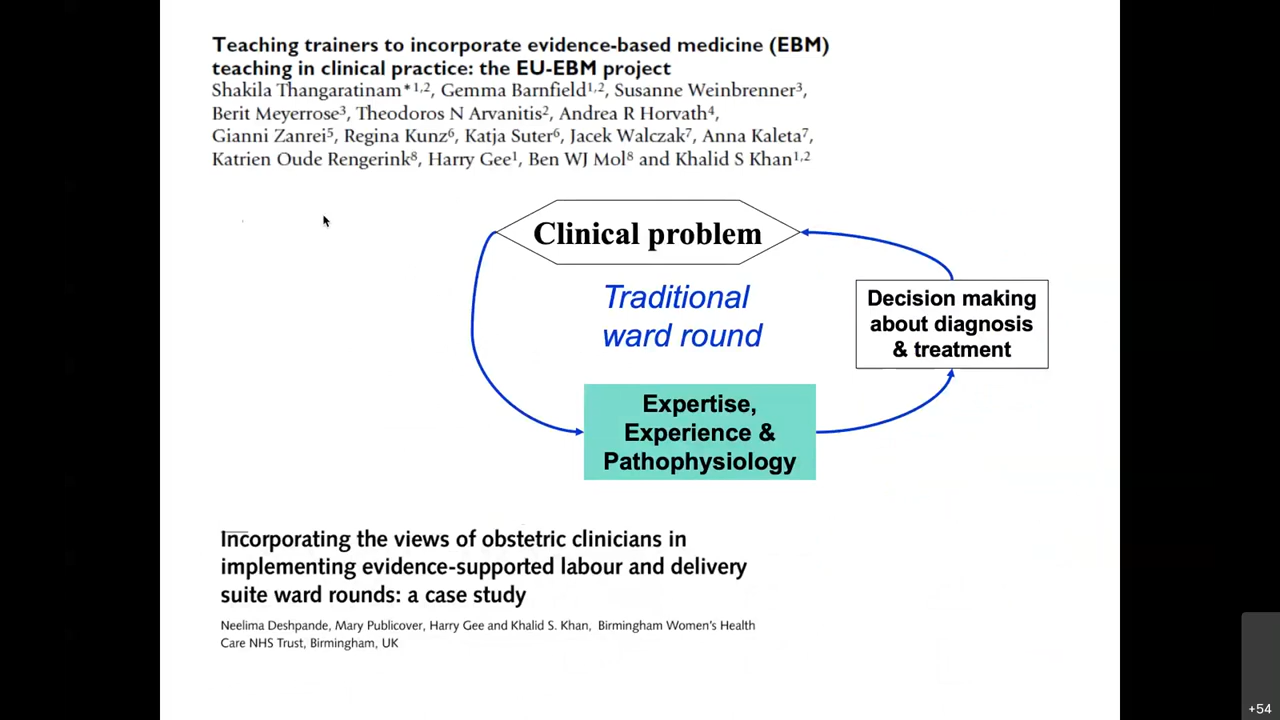 Teaching trainers to incorporate evidence-based medicine (EBM)
teaching in clinical practice: the EU-EBM project
Shakila Thangaratinam*1,2, Gemma Barnfield1,2, Susanne Weinbrenner3,
Berit Meyerrose3, Theodoros N Arvanitis2, Andrea R Horvath4,
Gianni Zanrei5, Regina Kunz6, Katja Suter6, Jacek Walczak7, Anna Kaleta7,
Katrien Oude Rengerink8, Harry Gee1, Ben WJ Mol8 and Khalid S Khan1,2
Clinical problem
Traditional
ward round
Decision making
about diagnosis
& treatment
Expertise,
Experience &
Pathophysiology
Incorporating the views of obstetric clinicians in
implementing evidence-supported labour and delivery
suite ward rounds: a case study
Neelima Deshpande, Mary Publicover, Harry Gee and Khalid S. Khan, Birmingham Women's Health
Care NHS Trust, Birmingham, UK
+54